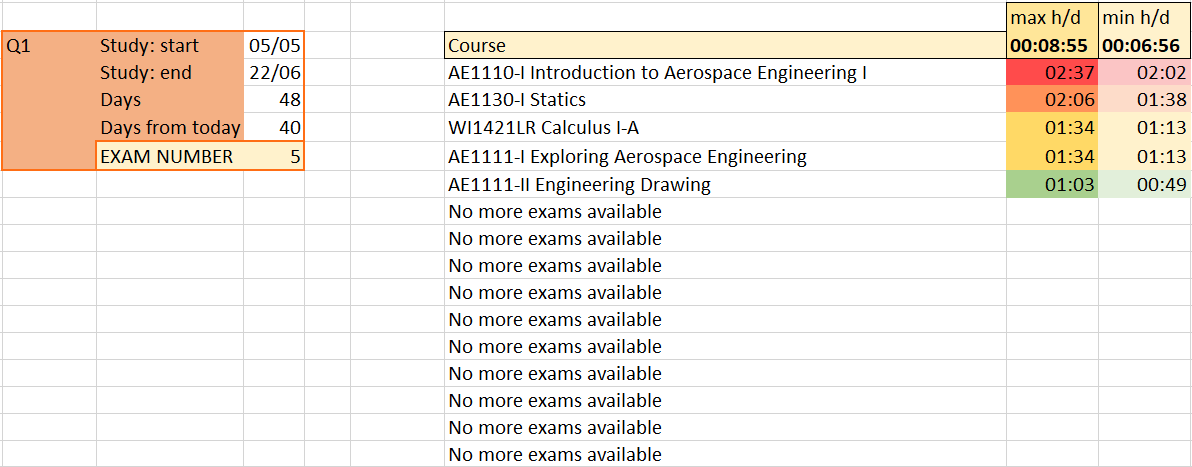 max h/d min h/d
Q1 Study: start 05/05 Course 00:08:55 00:06:56
Study: end 22/06 AE1110-I Introduction to Aerospace Engineering I 02:37 02:02
Days 48 AE1130-I Statics 02:06 01:38
Days from today 40 WI1421LR Calculus I-A 01:34 01:13
EXAM NUMBER 5 AE1111-I Exploring Aerospace Engineering 01:34 01:13
AE1111-II Engineering Drawing 01:03 00:49
No more exams available
No more exams available
No more exams available
No more exams available
No more exams available
No more exams available
No more exams available
No more exams available
No more exams available
No more exams available